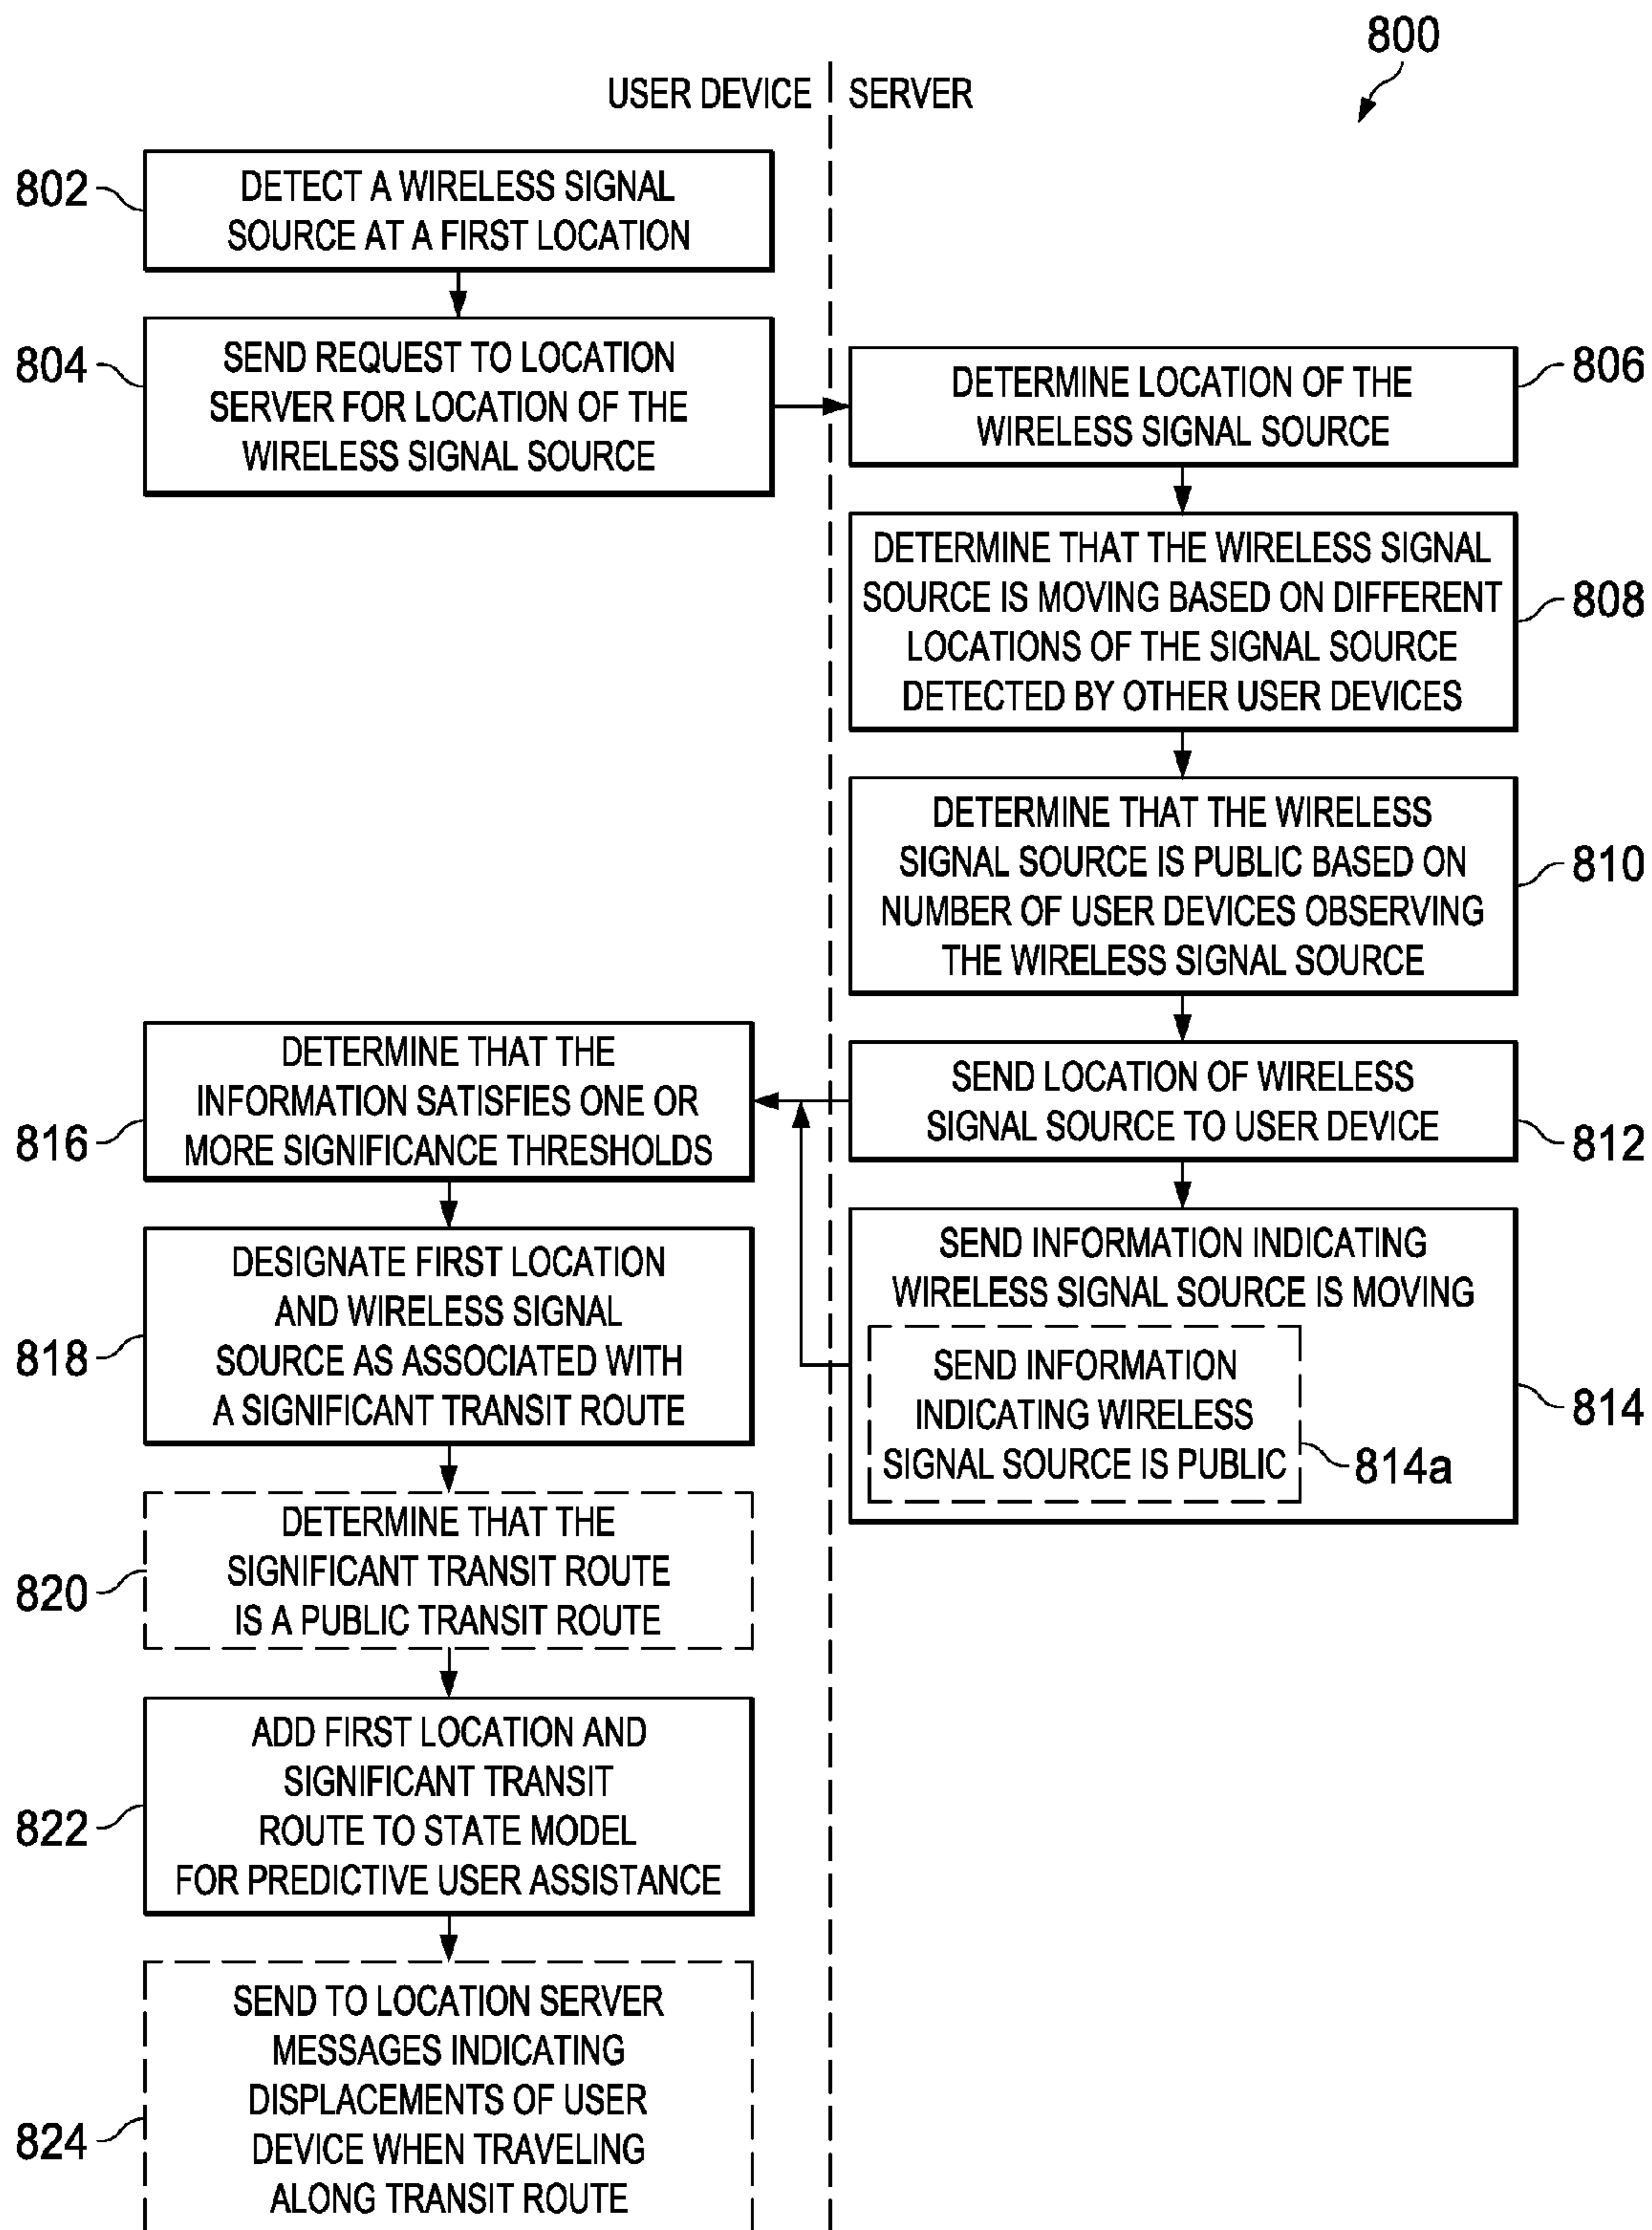 800
USER DEVICE
SERVER
802
DETECT A WIRELESS SIGNAL
SOURCE AT A FIRST LOCATION
804
SEND REQUEST TO LOCATION
SERVER FOR LOCATION OF THE
WIRELESS SIGNAL SOURCE
806
DETERMINE LOCATION OF THE
WIRELESS SIGNAL SOURCE
808
DETERMINE THAT THE WIRELESS SIGNAL
SOURCE IS MOVING BASED ON DIFFERENT
LOCATIONS OF THE SIGNAL SOURCE
DETECTED BY OTHER USER DEVICES
810
DETERMINE THAT THE WIRELESS
SIGNAL SOURCE IS PUBLIC BASED ON
NUMBER OF USER DEVICES OBSERVING
THE WIRELESS SIGNAL SOURCE
812
SEND LOCATION OF WIRELESS
SIGNAL SOURCE TO USER DEVICE
814
SEND INFORMATION INDICATING
WIRELESS SIGNAL SOURCE IS MOVING
SEND INFORMATION
INDICATING WIRELESS
SIGNAL SOURCE IS PUBLIC
814a
816
DETERMINE THAT THE
INFORMATION SATISFIES ONE OR
MORE SIGNIFICANCE THRESHOLDS
818
DESIGNATE FIRST LOCATION
AND WIRELESS SIGNAL
SOURCE AS ASSOCIATED WITH
A SIGNIFICANT TRANSIT ROUTE
820
DETERMINE THAT THE
SIGNIFICANT TRANSIT ROUTE
IS A PUBLIC TRANSIT ROUTE
822
ADD FIRST LOCATION AND
SIGNIFICANT TRANSIT
ROUTE TO STATE MODEL
FOR PREDICTIVE USER ASSISTANCE
824
SEND TO LOCATION SERVER
MESSAGES INDICATING
DISPLACEMENTS OF USER
DEVICE WHEN TRAVELING
ALONG TRANSIT ROUTE